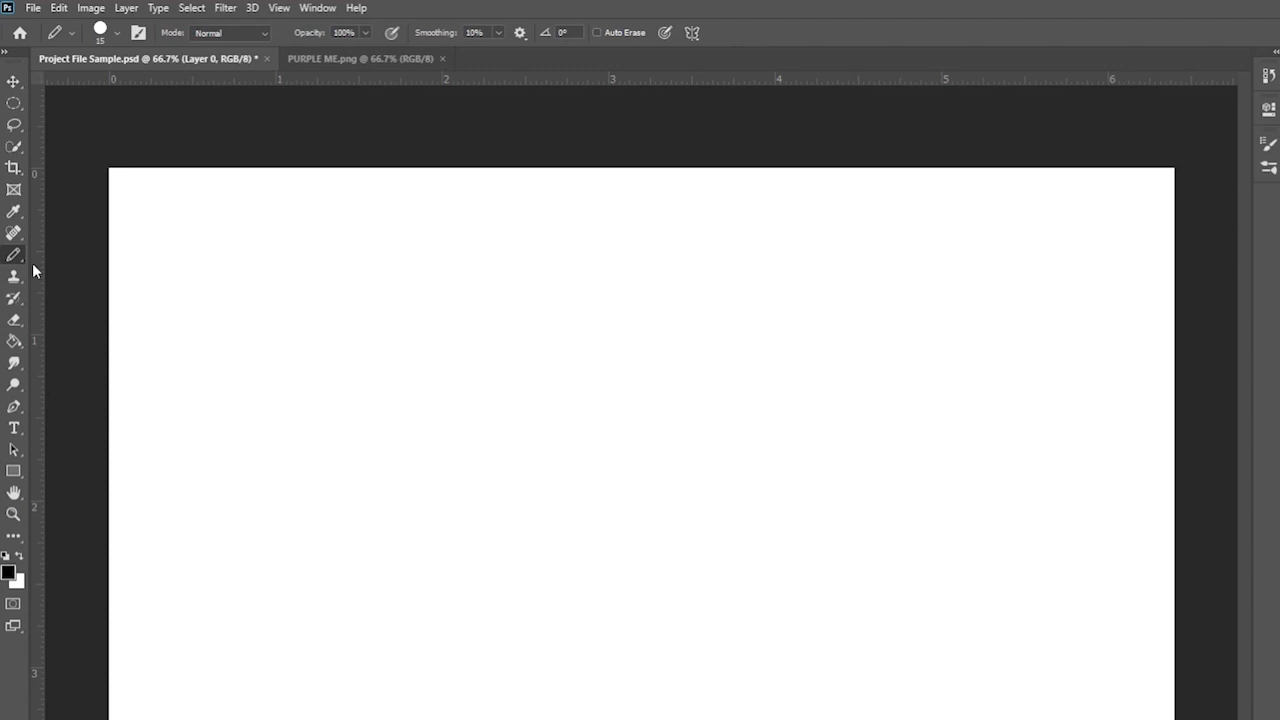 Ps File Edit Image Layer Type Select Filter 3D View Window Help
15 Mode: Normal Opacity: 100% Smoothing: 10% 0° Auto Erase
Project File Sample.psd @ 66.7% (Layer 0, RGB/8) * × PURPLE ME.png @ 66.7% (RGB/8) ×
0 1 2 3 4 5 6
0
1
T
2
3